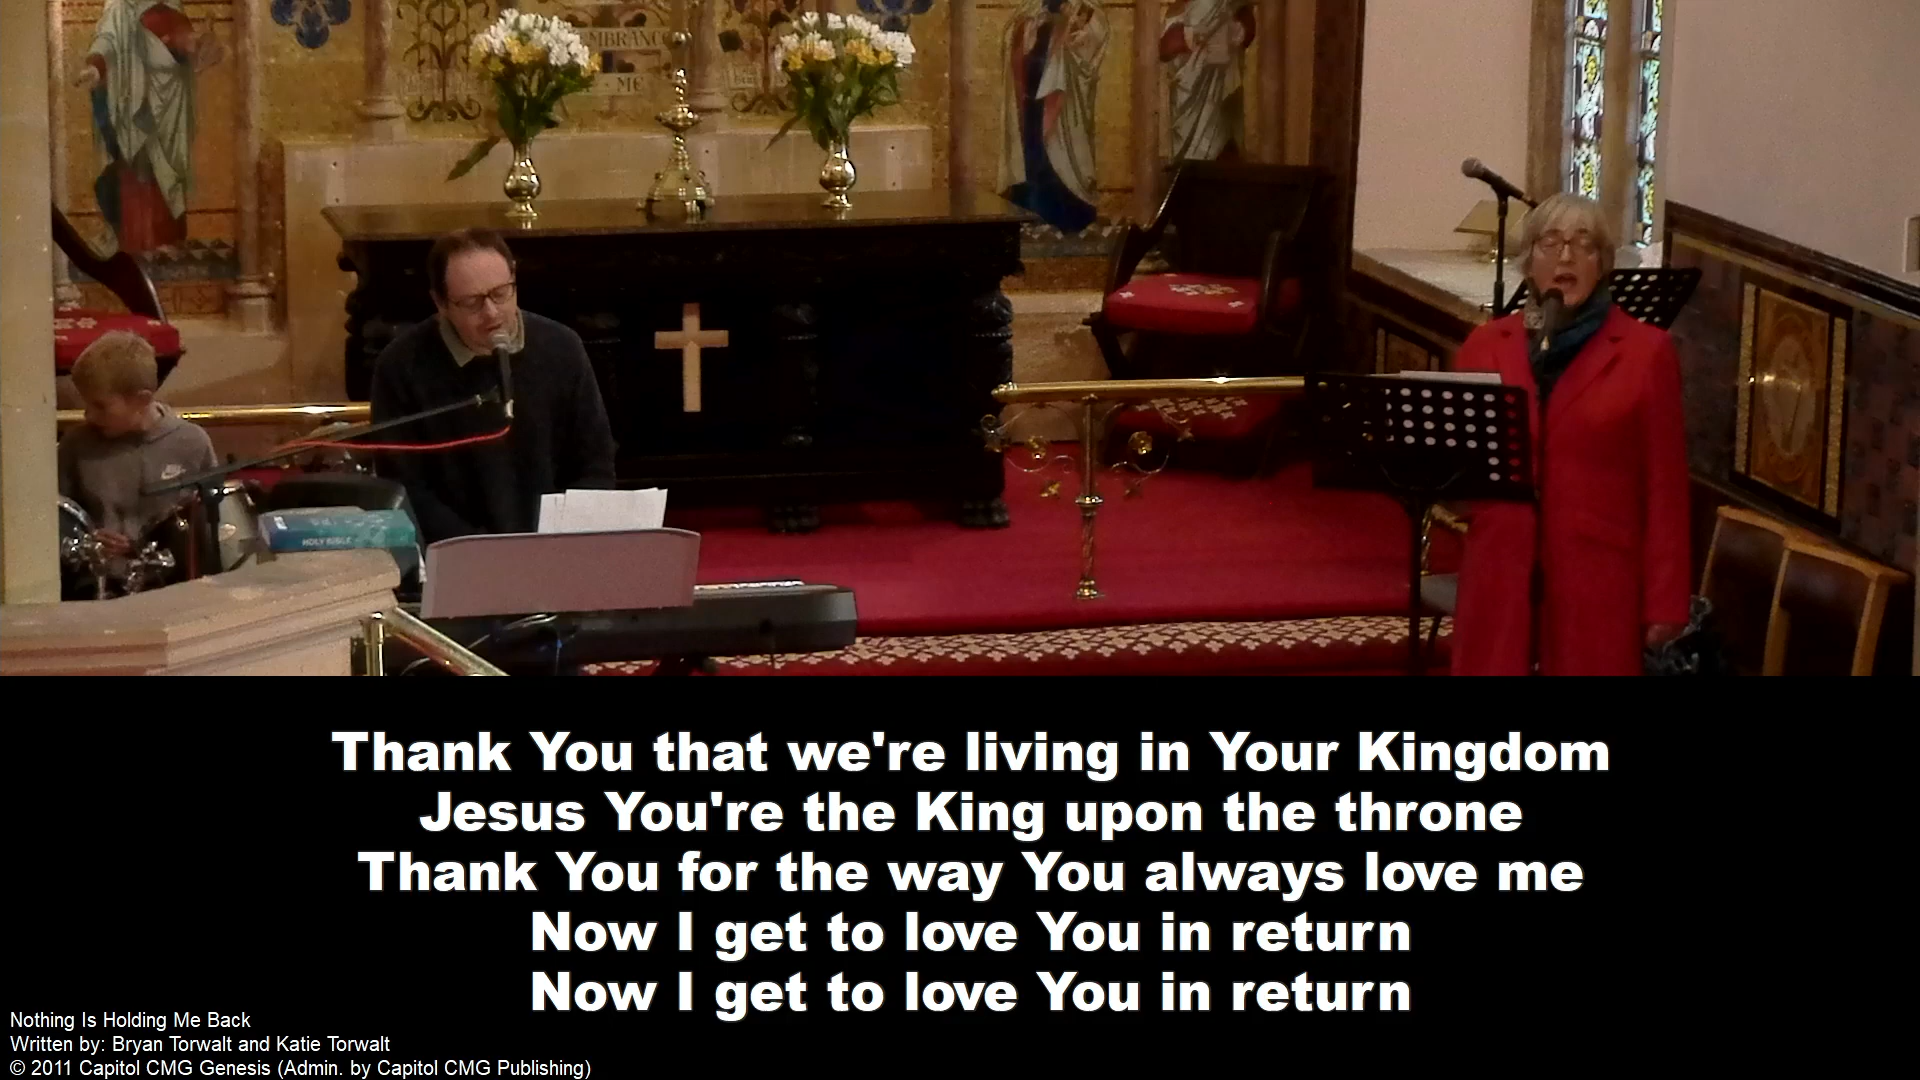 EMBRANCE
ME
HOLY BIBLE
Thank You that we're living in Your Kingdom
Jesus You're the King upon the throne
Thank You for the way You always love me
Now I get to love You in return
Now I get to love You in return
Nothing Is Holding Me Back
Written by: Bryan Torwalt and Katie Torwalt
© 2011 Capitol CMG Genesis (Admin. by Capitol CMG Publishing)